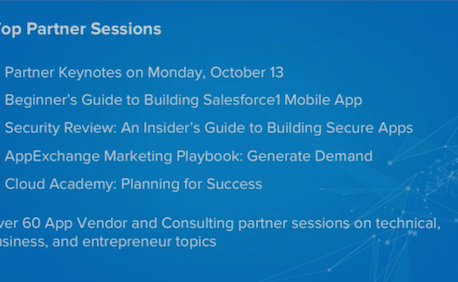 Top Partner Sessions
Partner Keynotes on Monday, October 13
Beginner's Guide to Building Salesforce1 Mobile App
Security Review: An Insider's Guide to Building Secure Apps
AppExchange Marketing Playbook: Generate Demand
Cloud Academy: Planning for Success
ver 60 App Vendor and Consulting partner sessions on technical,
usiness, and entrepreneur topics